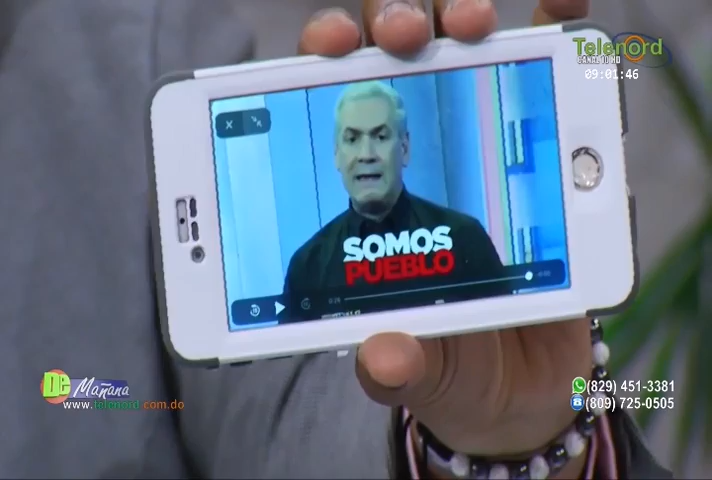 Telenord
CANAL 10 HD
09:01:46
SOMOS
PUEBLO
DE Mañana
www.telenord.com.do
(829) 451-3381
(809) 725-0505